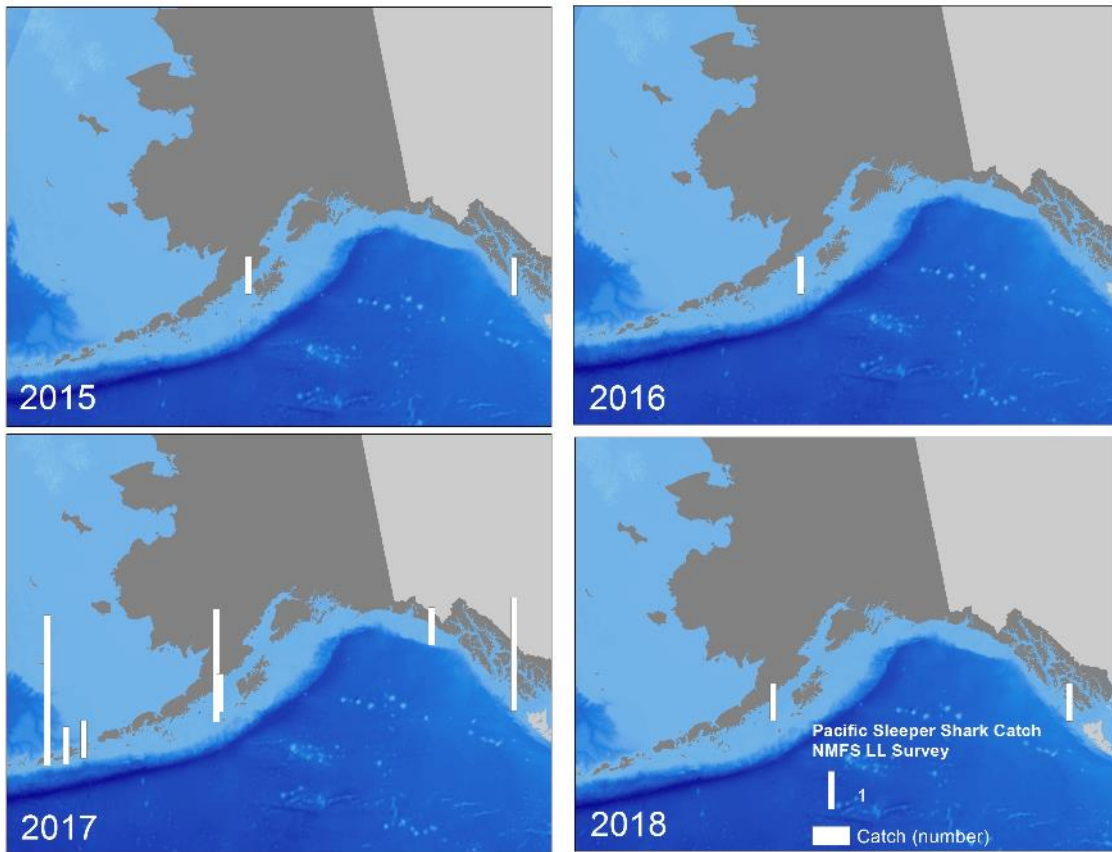 2015
2016
2017
2018
Pacific Sleeper Shark Catch
NMFS LL Survey
1
Catch (number)